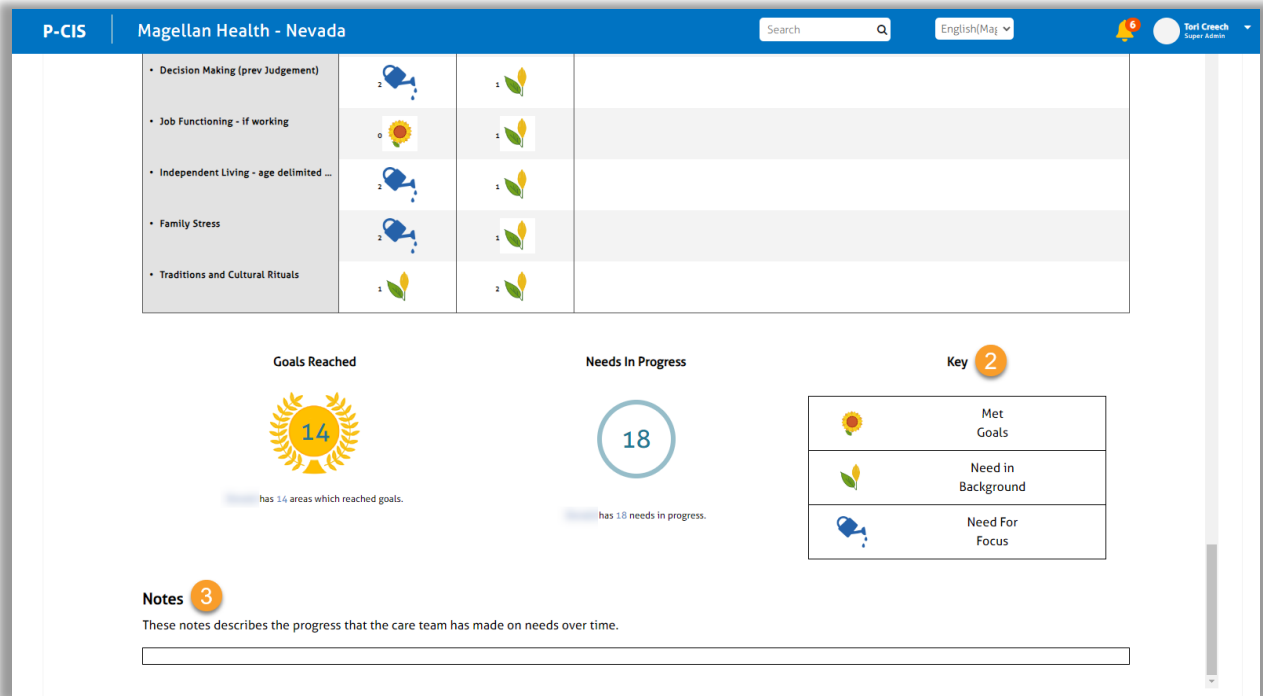 P-CIS
Magellan Health - Nevada
Search
English(Mag
6
Tori Creech
Super Admin
• Decision Making (prev Judgement)
2
1
• Job Functioning - if working
0
1
• Independent Living - age delimited ...
2
1
• Family Stress
2
1
• Traditions and Cultural Rituals
1
2
Goals Reached
14
has 14 areas which reached goals.
Needs In Progress
18
has 18 needs in progress.
Key 2
Met
Goals
Need in
Background
Need For
Focus
Notes 3
These notes describes the progress that the care team has made on needs over time.